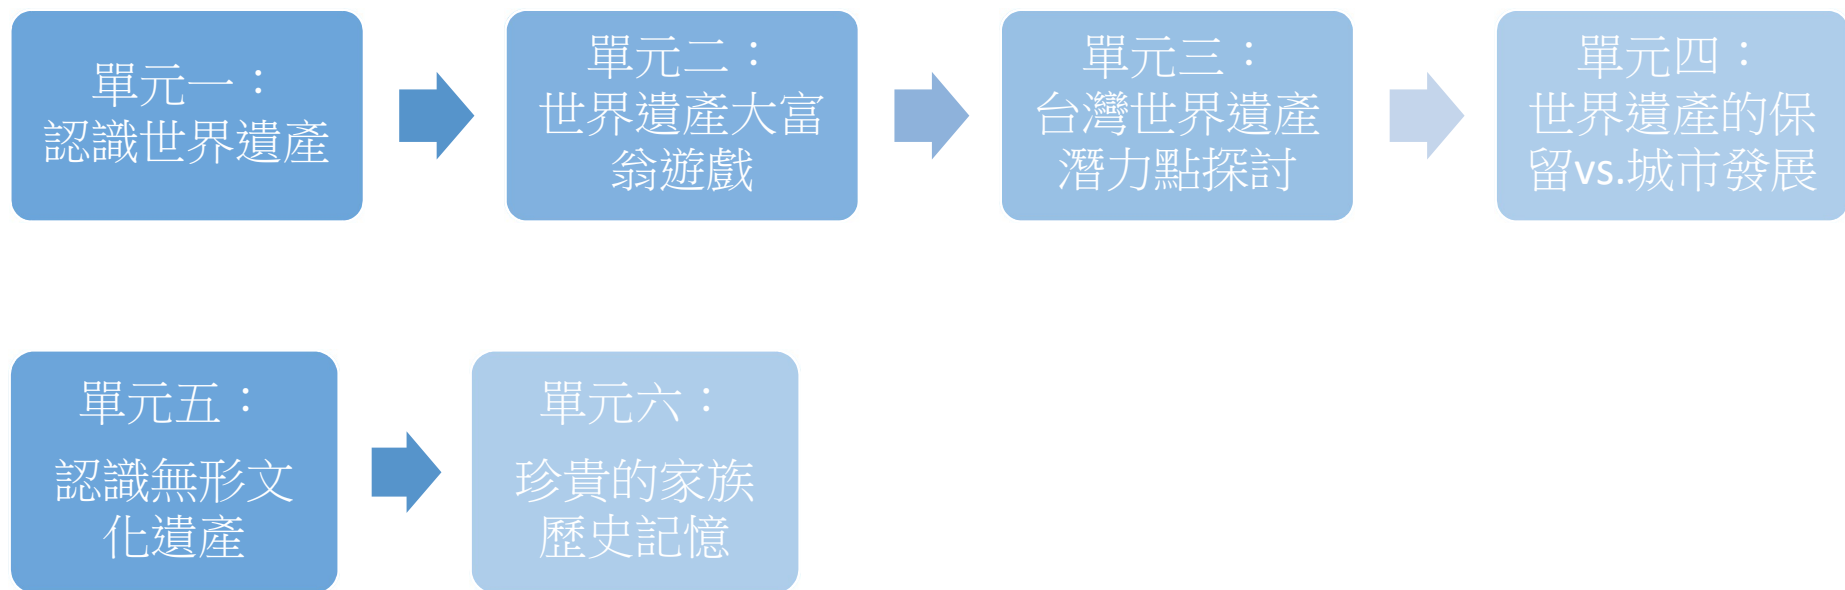 單元一：
認識世界遺產
單元二：
世界遺產大富
翁遊戲
單元三：
台灣世界遺產
潛力點探討
單元四：
世界遺產的保
留vs.城市發展
單元五：
認識無形文
化遺產
單元六：
珍貴的家族
歷史記憶